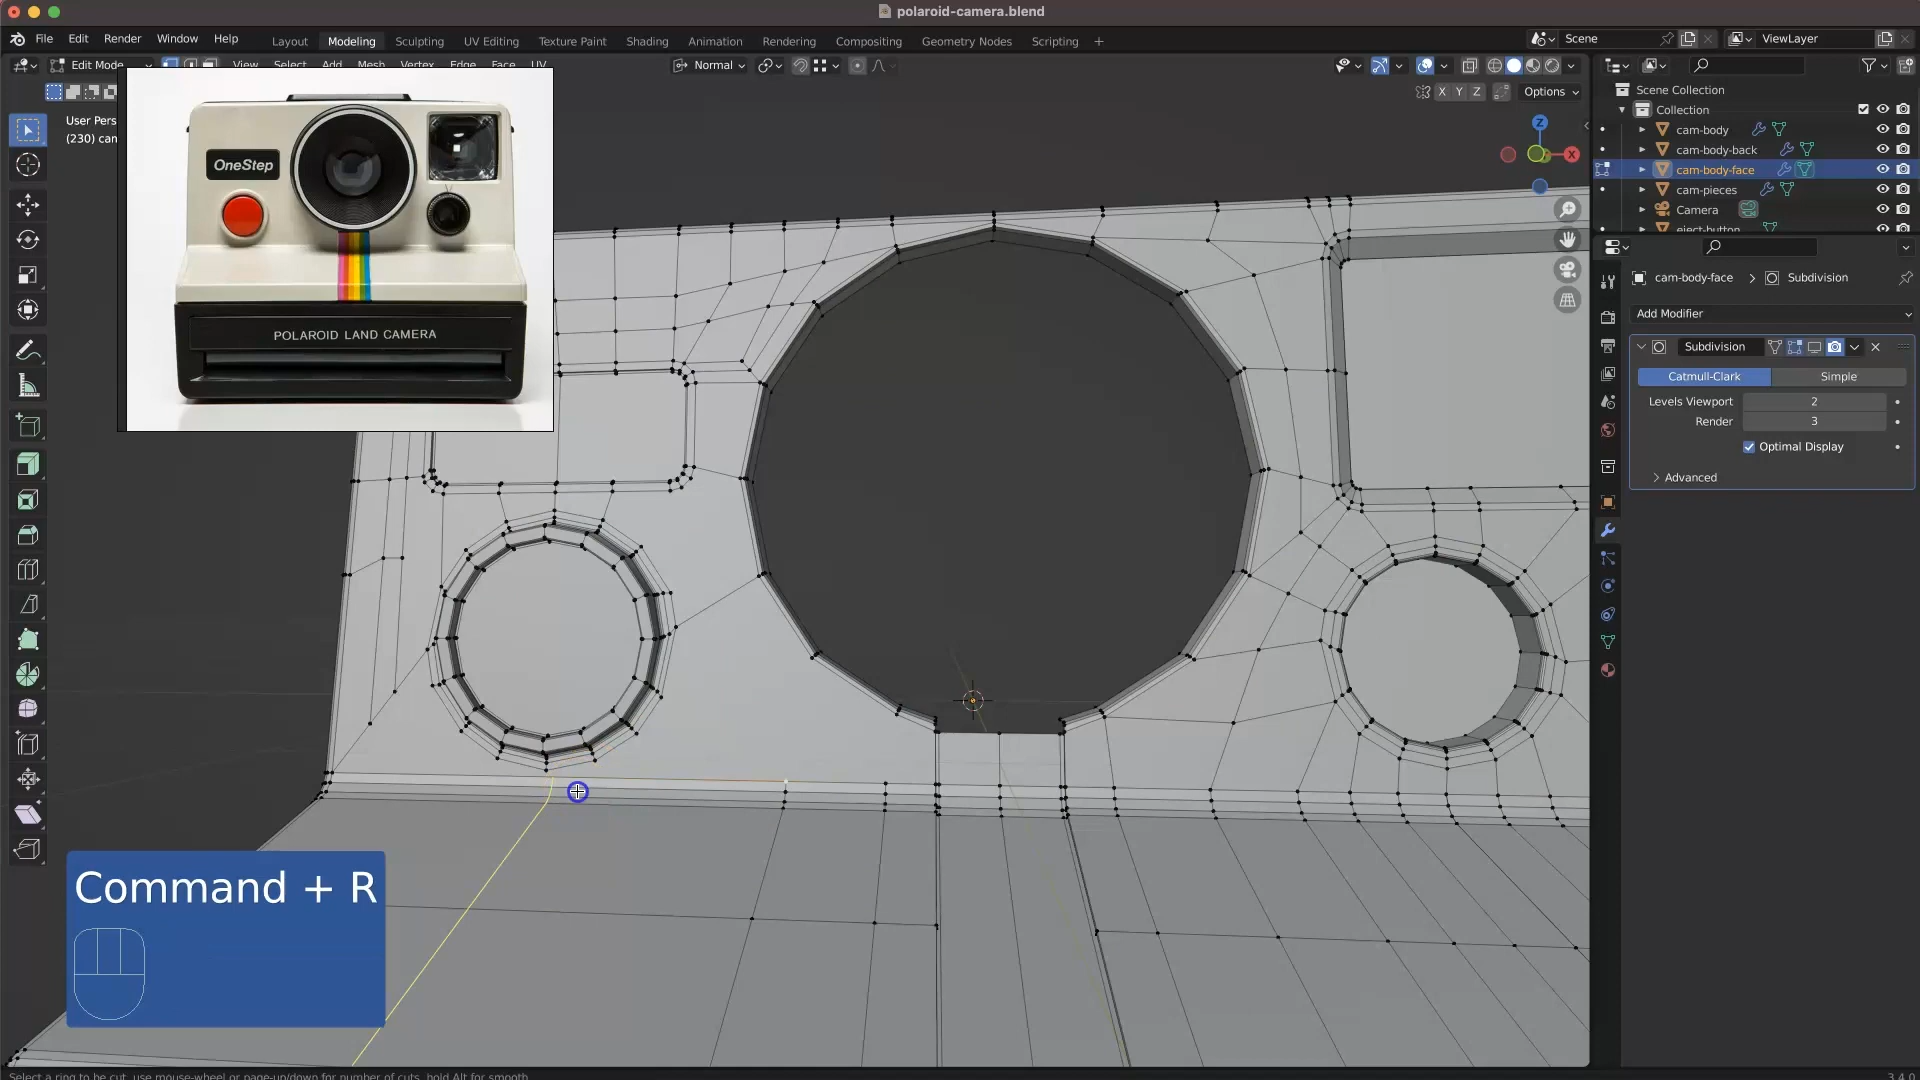 polaroid-camera.blend
File Edit Render Window Help
Layout Modeling Sculpting UV Editing Texture Paint Shading Animation Rendering Compositing Geometry Nodes Scripting +
Scene ViewLayer
Edit Mode View Select Add Mesh Vertex Edge Face UV Normal
X Y Z Options
User Pers
(230) cam
OneStep
POLAROID LAND CAMERA
Z
X
Scene Collection
Collection
cam-body
cam-body-back
cam-body-face
cam-pieces
Camera
eject-button
cam-body-face > Subdivision
Add Modifier
Subdivision
Catmull-Clark Simple
Levels Viewport 2
Render 3
Optimal Display
Advanced
Command + R
Select a ring to be cut, use mouse-wheel or page-up/down for number of cuts, hold Alt for smooth
3.4.0